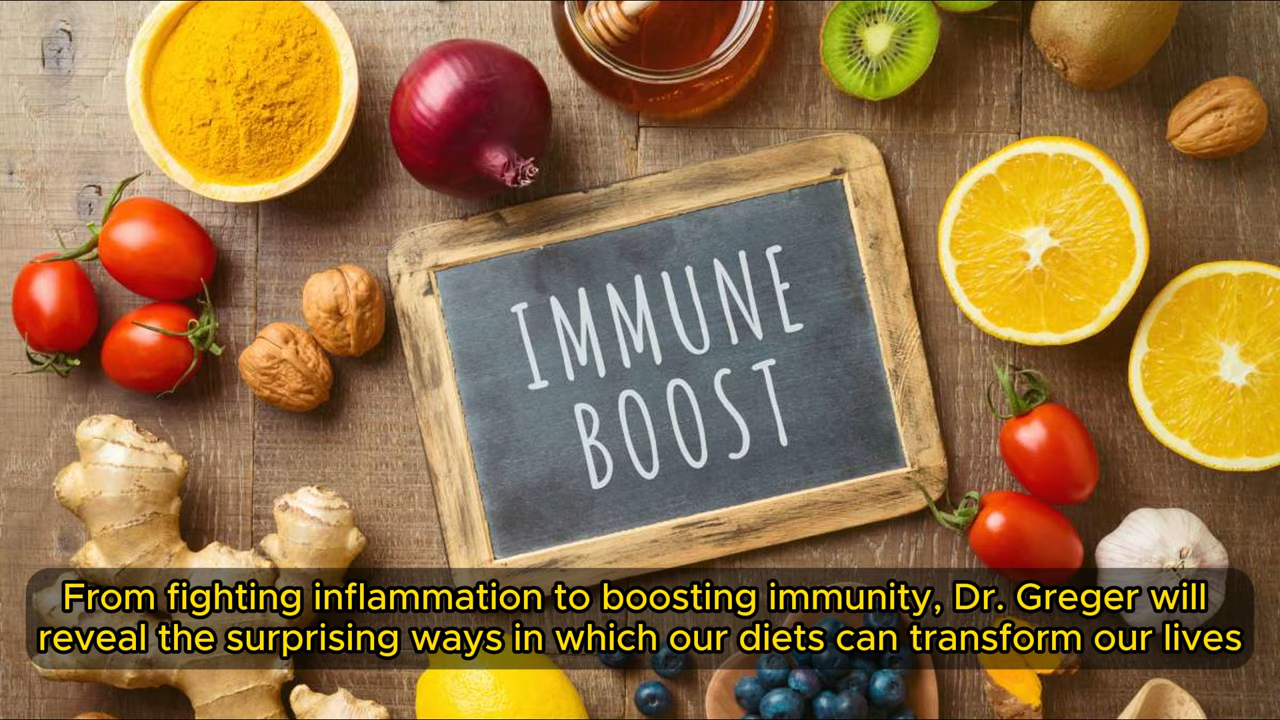 IMMUNE
BOOST
From fighting inflammation to boosting immunity, Dr. Greger will
reveal the surprising ways in which our diets can transform our lives